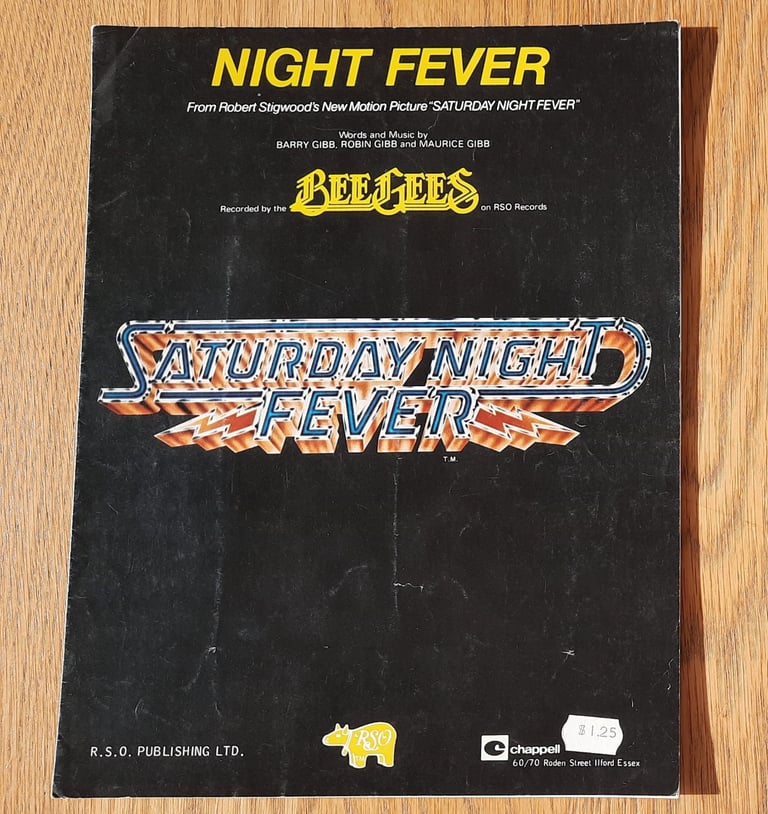 NIGHT FEVER
From Robert Stigwood's New Motion Picture "SATURDAY NIGHT FEVER"
Words and Music by
BARRY GIBB, ROBIN GIBB and MAURICE GIBB
Recorded by the BEE GEES on RSO Records
SATURDAY NIGHT
FEVER
T.M.
R.S.O. PUBLISHING LTD.
RSO
TM
chappell
$1.25
60/70 Roden Street Ilford Essex